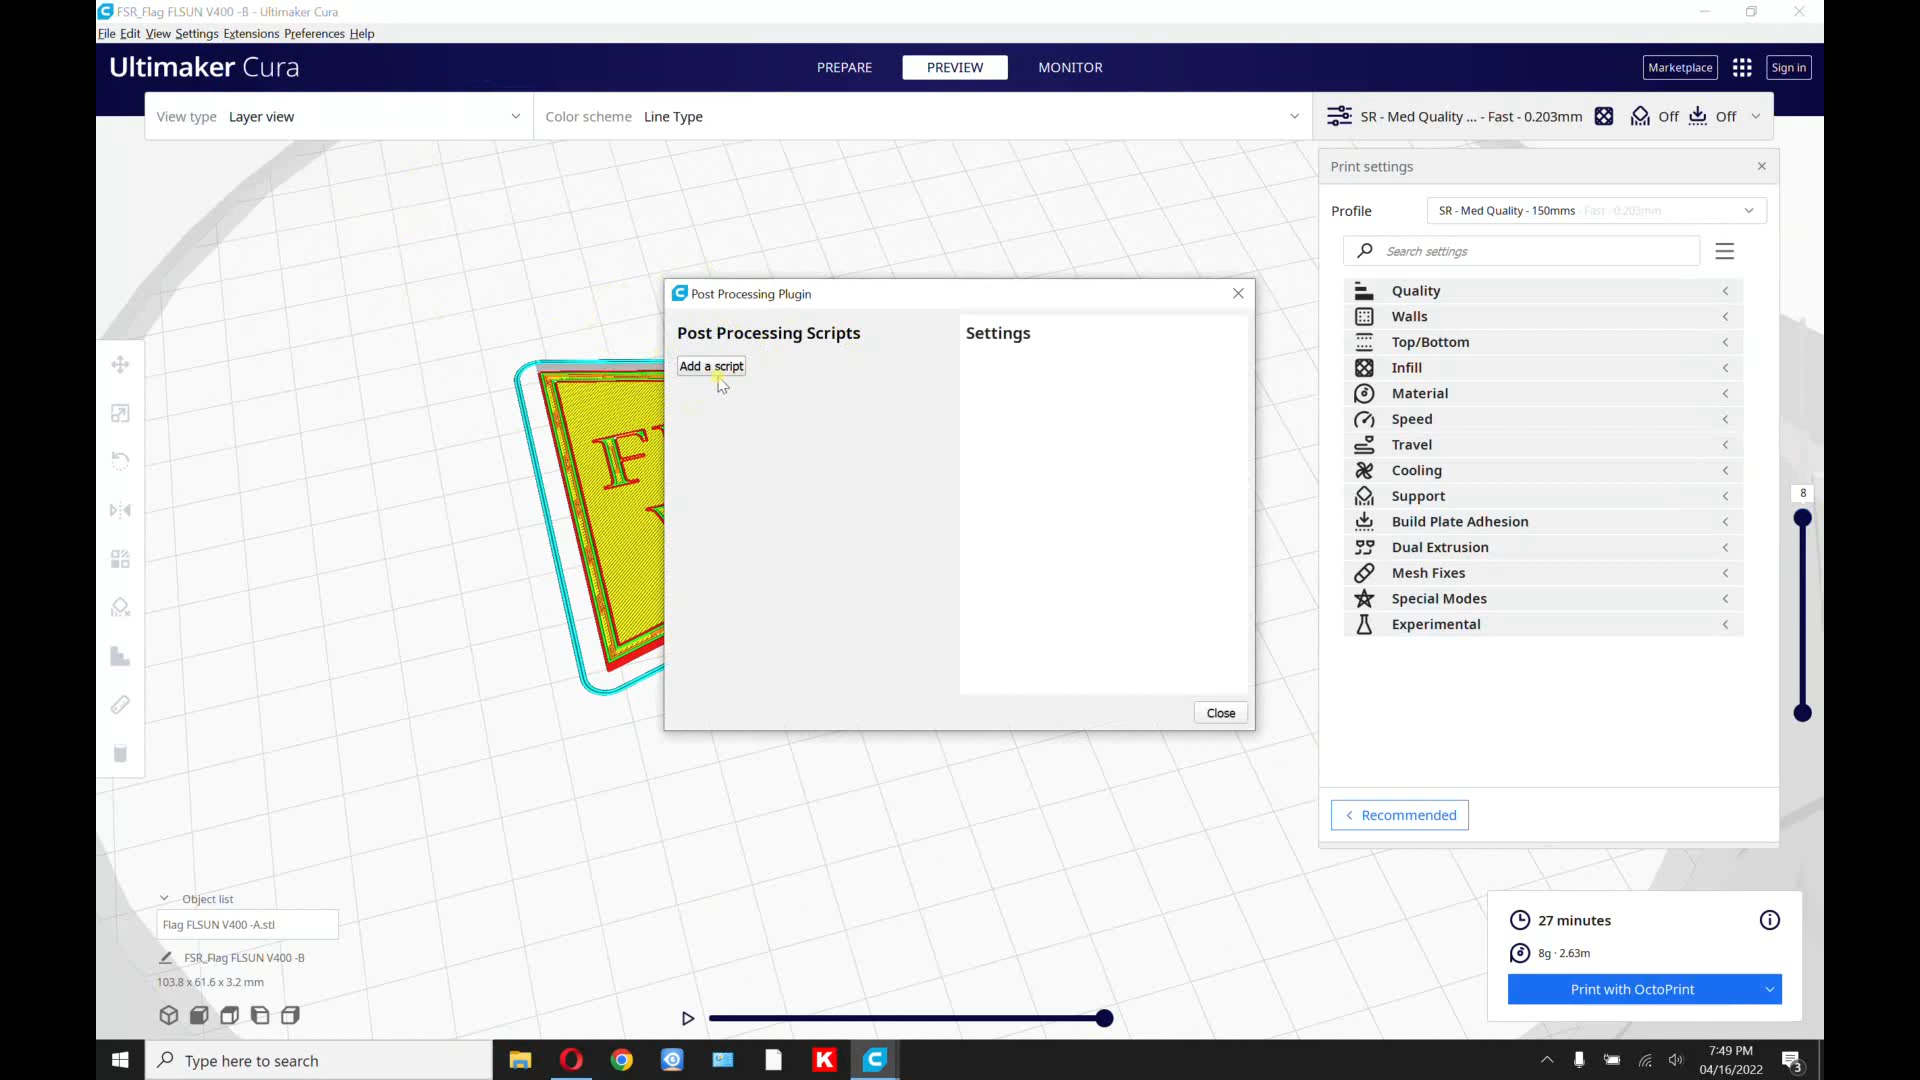 FSR_Flag FLSUN V400 -B - Ultimaker Cura
File Edit View Settings Extensions Preferences Help
Ultimaker Cura
PREPARE
PREVIEW
MONITOR
Marketplace
Sign in
View type Layer view
Color scheme Line Type
SR - Med Quality ... - Fast - 0.203mm
Off
Off
Print settings
Profile
SR - Med Quality - 150mms Fast - 0.203mm
Search settings
Quality
Walls
Top/Bottom
Infill
Material
Speed
Travel
Cooling
Support
Build Plate Adhesion
Dual Extrusion
Mesh Fixes
Special Modes
Experimental
Recommended
Post Processing Plugin
Post Processing Scripts
Settings
Add a script
Close
F
8
Object list
Flag FLSUN V400 -A.stl
FSR_Flag FLSUN V400 -B
103.8 x 61.6 x 3.2 mm
27 minutes
8g · 2.63m
Print with OctoPrint
Type here to search
K
7:49 PM
04/16/2022
3